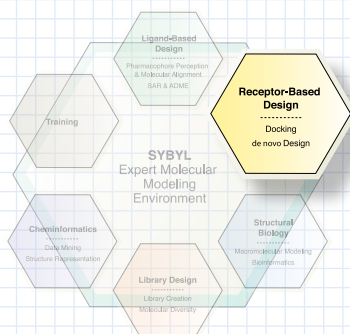 Ligand-Based
Design
Pharmacophore Perception
& Molecular Alignment
SAR & ADME
Receptor-Based
Design
Docking
de novo Design
Training
SYBYL
Expert Molecular
Modeling
Environment
Structural
Biology
Macromolecular Modeling
Bioinformatics
Cheminformatics
Data Mining
Structure Representation
Library Design
Library Creation
Molecular Diversity